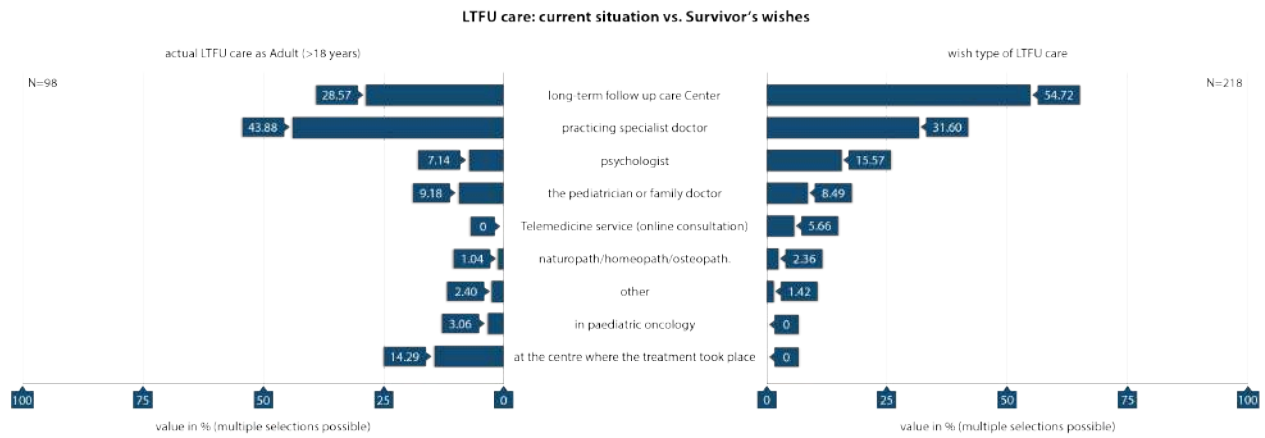 LTFU care: current situation vs. Survivor's wishes
actual LTFU care as Adult (>18 years)
wish type of LTFU care
N=98
N=218
28.57 long-term follow up care Center 54.72
43.88 practicing specialist doctor 31.60
7.14 psychologist 15.57
9.18 the pediatrician or family doctor 8.49
0 Telemedicine service (online consultation) 5.66
1.04 naturopath/homeopath/osteopath. 2.36
2.40 other 1.42
3.06 in paediatric oncology 0
14.29 at the centre where the treatment took place 0
100 75 50 25 0 0 25 50 75 100
value in % (multiple selections possible)
value in % (multiple selections possible)